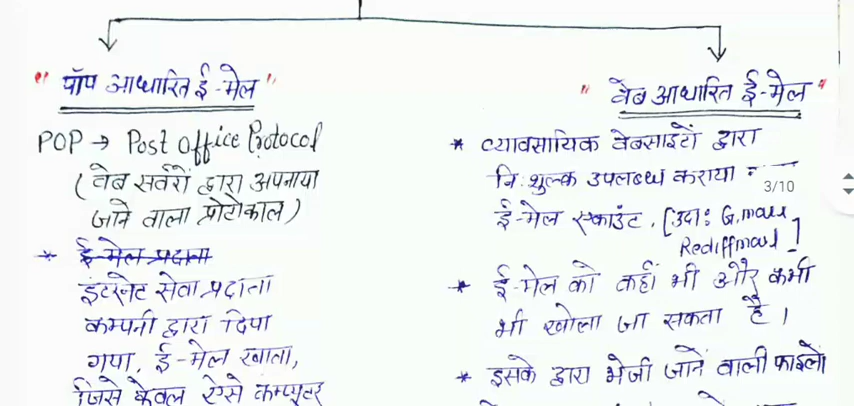 "पॉप आधारित ई-मेल"
POP → Post office Protocol
(वेब सर्वरों द्वारा अपनाया
जाने वाला प्रोटोकाल)
* ई-मेल प्रदाता
इंटरनेट सेवा प्रदाता
कम्पनी द्वारा दिया
गया, ई-मेल खाता,
जिसे केवल ऐसे कम्प्यूटर
"वेब आधारित ई-मेल"
* व्यावसायिक वेबसाइटों द्वारा
नि:शुल्क उपलब्ध कराया
3/10
ई-मेल एकाउंट, [उदा: G.mail
Rediffmail]
* ई-मेल को कहीं भी और कभी
भी खोला जा सकता है।
* इसके द्वारा भेजी जाने वाली फाइलों